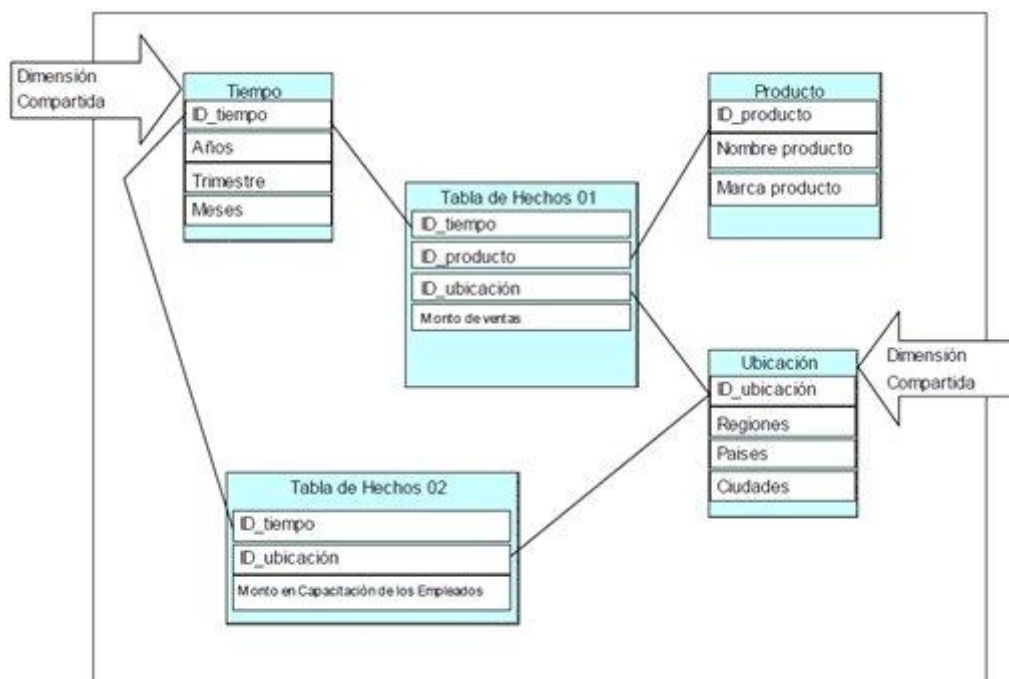 Dimensión
Compartida
Tiempo
ID_tiempo
Años
Trimestre
Meses
Producto
ID_producto
Nombre producto
Marca producto
Tabla de Hechos 01
ID_tiempo
ID_producto
ID_ubicación
Monto de ventas
Ubicación
ID_ubicación
Regiones
Paises
Ciudades
Dimensión
Compartida
Tabla de Hechos 02
ID_tiempo
ID_ubicación
Monto en Capacitación de los Empleados